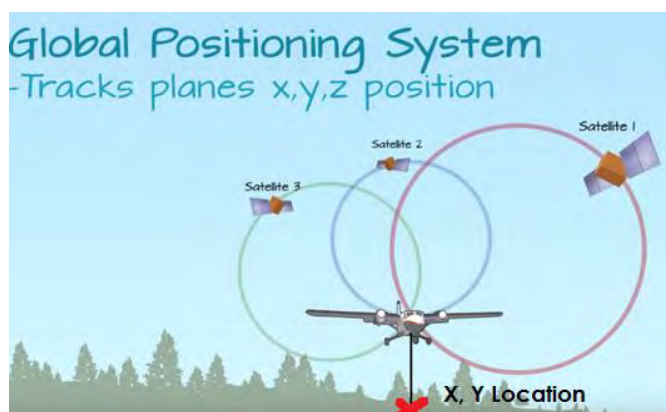 Global Positioning System
-Tracks planes x,y,z position
Satellite 1
Satellite 2
Satellite 3
X, Y Location